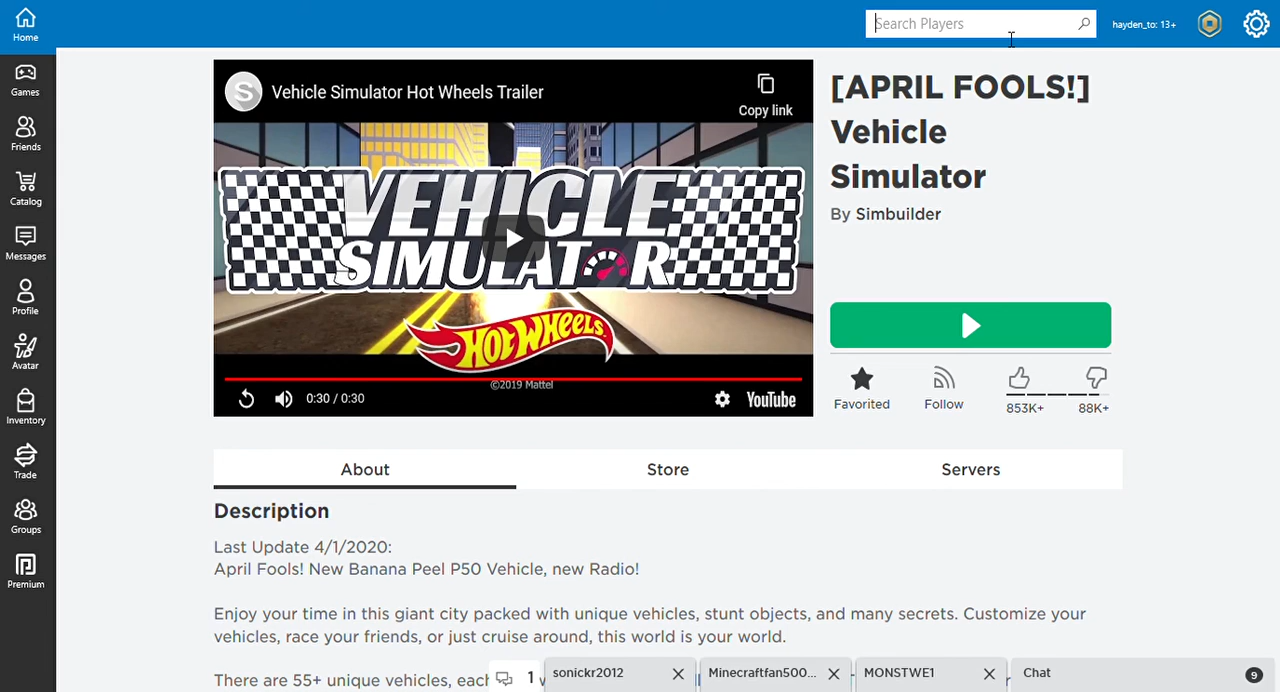 Home
Search Players
hayden_to: 13+
Games
Friends
Catalog
Messages
Profile
Avatar
Inventory
Trade
Groups
Premium
S
Vehicle Simulator Hot Wheels Trailer
Copy link
VEHICLE
SIMULATOR
HOT WHEELS
©2019 Mattel
0:30 / 0:30
YouTube
[APRIL FOOLS!]
Vehicle
Simulator
By Simbuilder
Favorited
Follow
853K+
88K+
About
Store
Servers
Description
Last Update 4/1/2020:
April Fools! New Banana Peel P50 Vehicle, new Radio!
Enjoy your time in this giant city packed with unique vehicles, stunt objects, and many secrets. Customize your
vehicles, race your friends, or just cruise around, this world is your world.
There are 55+ unique vehicles, each
1
sonickr2012
Minecraftfan500...
MONSTWE1
Chat
9